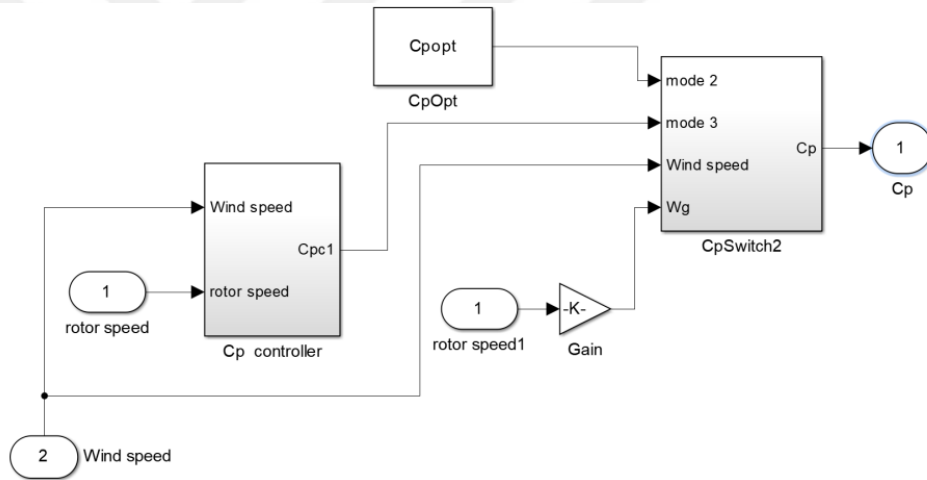 Cpopt
CpOpt
mode 2
mode 3
Wind speed
Wg
Cp
CpSwitch2
1
Cp
Wind speed
rotor speed
Cpc1
Cp controller
1
rotor speed
1
rotor speed1
-K-
Gain
2
Wind speed